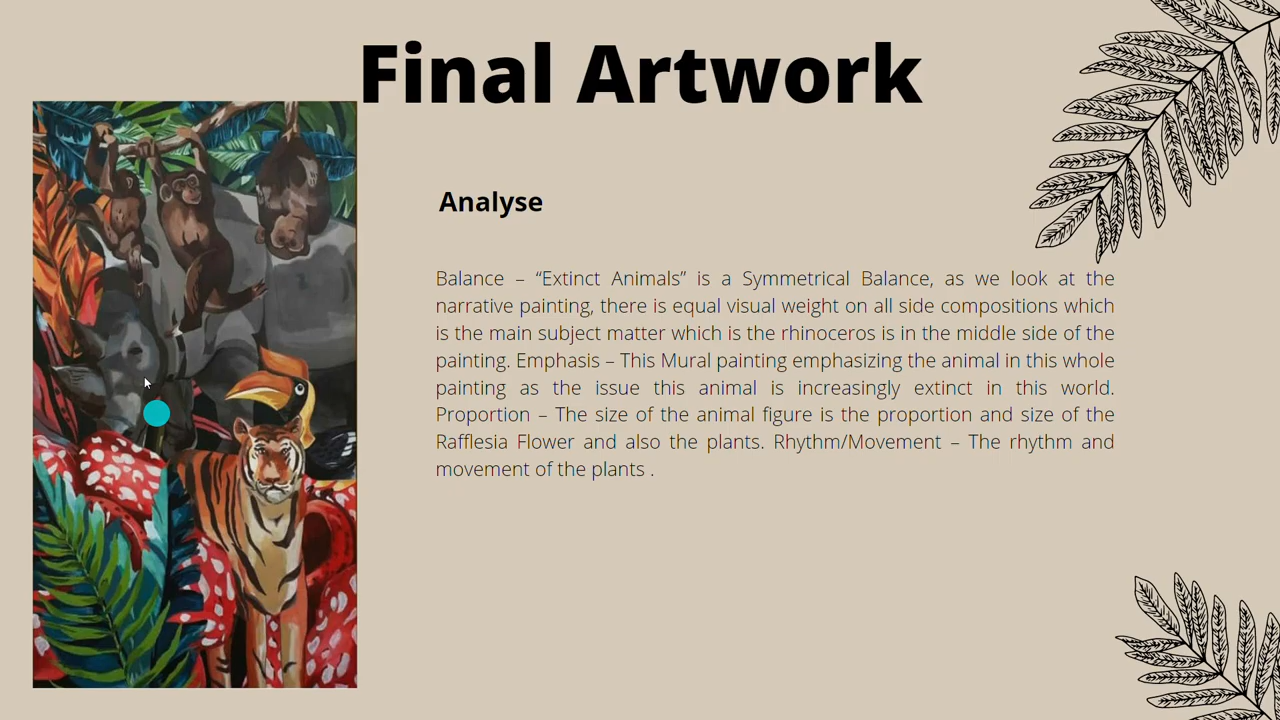 Final Artwork
Analyse
Balance – “Extinct Animals” is a Symmetrical Balance, as we look at the
narrative painting, there is equal visual weight on all side compositions which
is the main subject matter which is the rhinoceros is in the middle side of the
painting. Emphasis – This Mural painting emphasizing the animal in this whole
painting as the issue this animal is increasingly extinct in this world.
Proportion – The size of the animal figure is the proportion and size of the
Rafflesia Flower and also the plants. Rhythm/Movement – The rhythm and
movement of the plants .